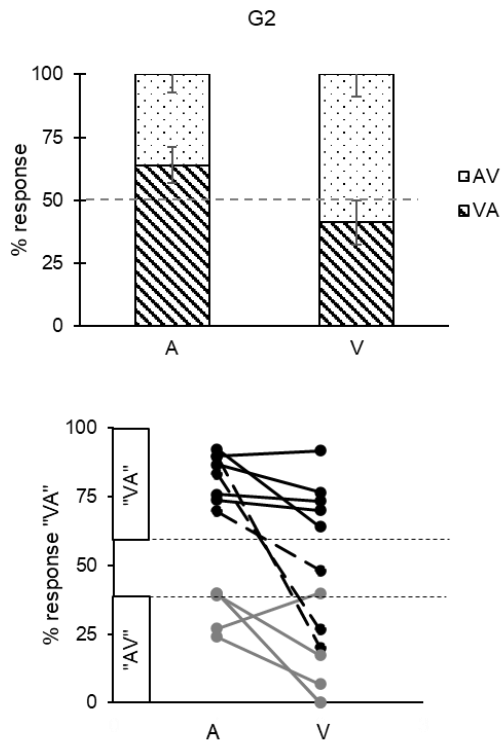 G2
% response
100
75
50
25
0
A
V
AV
VA
% response "VA"
"VA"
"AV"
100
75
50
25
0
A
V